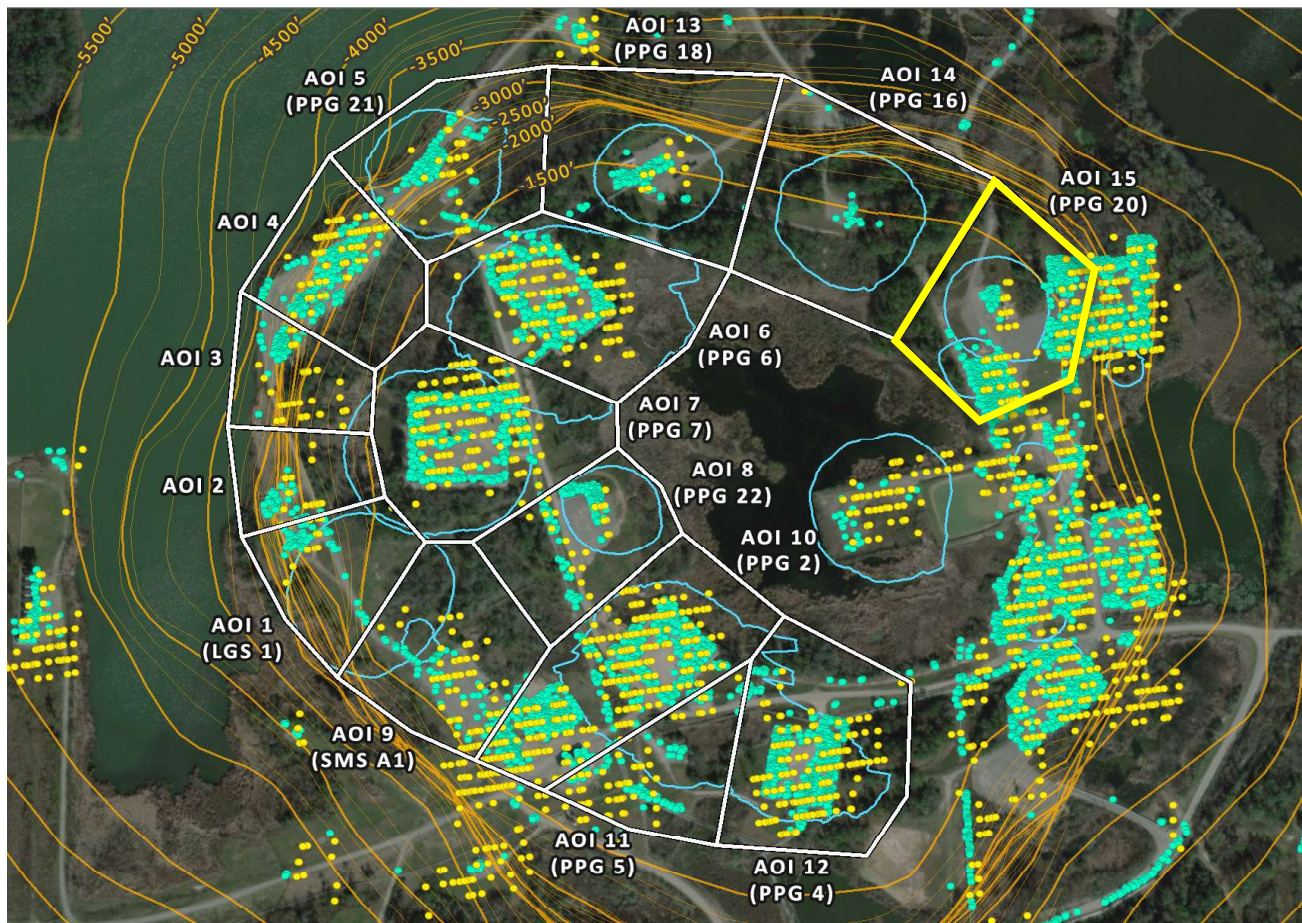 -5500'
-5000'
-4500'
-4000'
-3500'
-3000'
-2500'
-2000'
-1500'
AOI 13
(PPG 18)
AOI 14
(PPG 16)
AOI 5
(PPG 21)
AOI 15
(PPG 20)
AOI 4
AOI 3
AOI 6
(PPG 6)
AOI 7
(PPG 7)
AOI 8
(PPG 22)
AOI 2
AOI 10
(PPG 2)
AOI 1
(LGS 1)
AOI 9
(SMS A1)
AOI 11
(PPG 5)
AOI 12
(PPG 4)